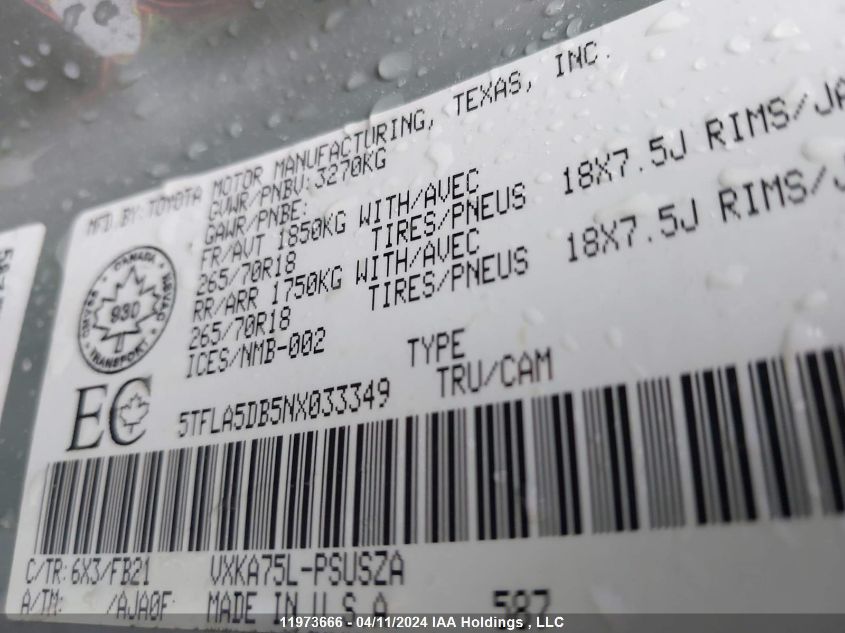 MFD.BY:TOYOTA MOTOR MANUFACTURING, TEXAS, INC.
GVWR/PNBV:3270KG
GAWR/PNBE:
FR/AVT 1850KG WITH/AVEC
265/70R18 TIRES/PNEUS 18X7.5J RIMS/JA
RR/ARR 1750KG WITH/AVEC
265/70R18 TIRES/PNEUS 18X7.5J RIMS/J
ICES/NMB-002
CANADA
930
TRANSPORT
EC
TYPE
5TFLA5DB5NX033349 TRU/CAM
C/TR:6X3/FB21 VXKA75L-PSUSZA
A/TM: /AJA0F MADE IN U.S.A. 587
11973666 - 04/11/2024 IAA Holdings , LLC